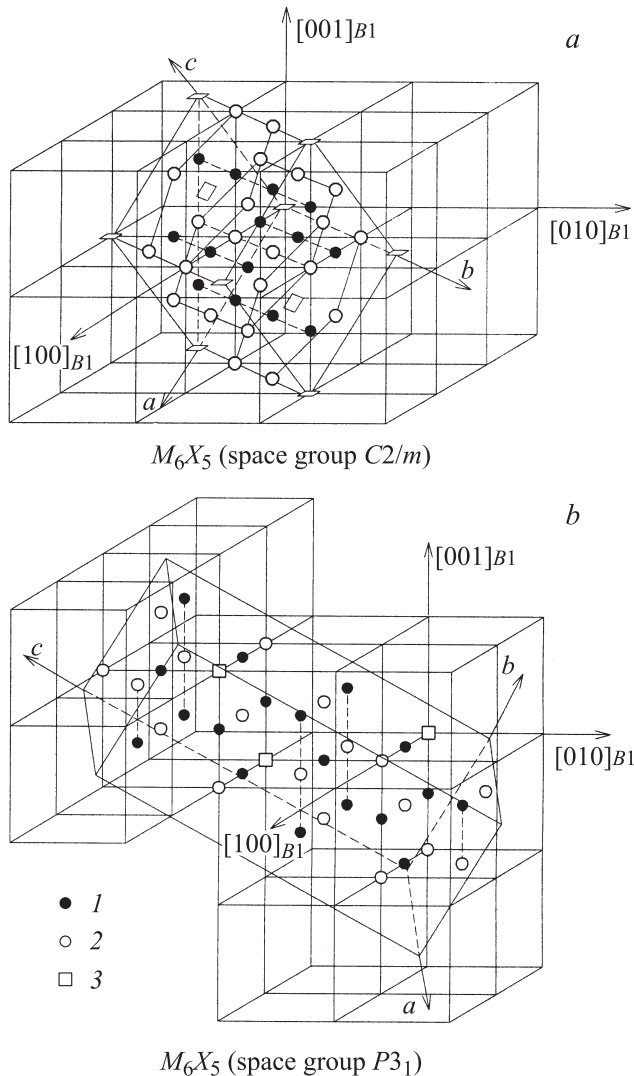 [001]B1
a
c
[010]B1
b
[100]B1
a
M6X5 (space group C2/m)
b
[001]B1
c
b
[010]B1
[100]B1
1
2
3
a
M6X5 (space group P31)